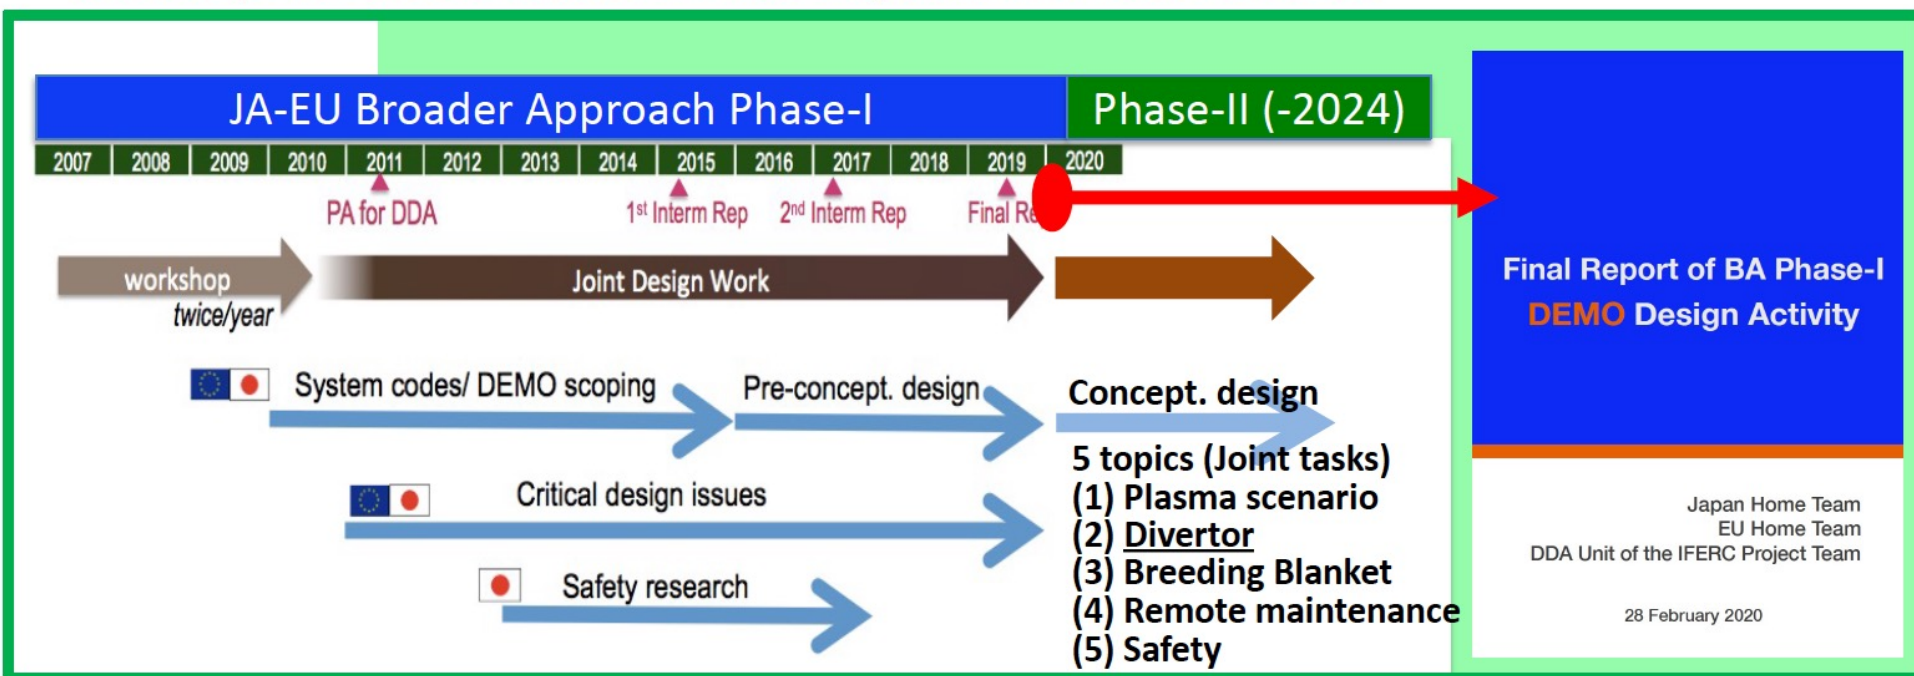 JA-EU Broader Approach Phase-I
Phase-II (-2024)
2007 2008 2009 2010 2011 2012 2013 2014 2015 2016 2017 2018 2019 2020
PA for DDA
1st Interm Rep
2nd Interm Rep
Final Re
workshop
twice/year
Joint Design Work
System codes/ DEMO scoping
Pre-concept. design
Concept. design
Critical design issues
Safety research
5 topics (Joint tasks)
(1) Plasma scenario
(2) Divertor
(3) Breeding Blanket
(4) Remote maintenance
(5) Safety
Final Report of BA Phase-I
DEMO Design Activity
Japan Home Team
EU Home Team
DDA Unit of the IFERC Project Team
28 February 2020